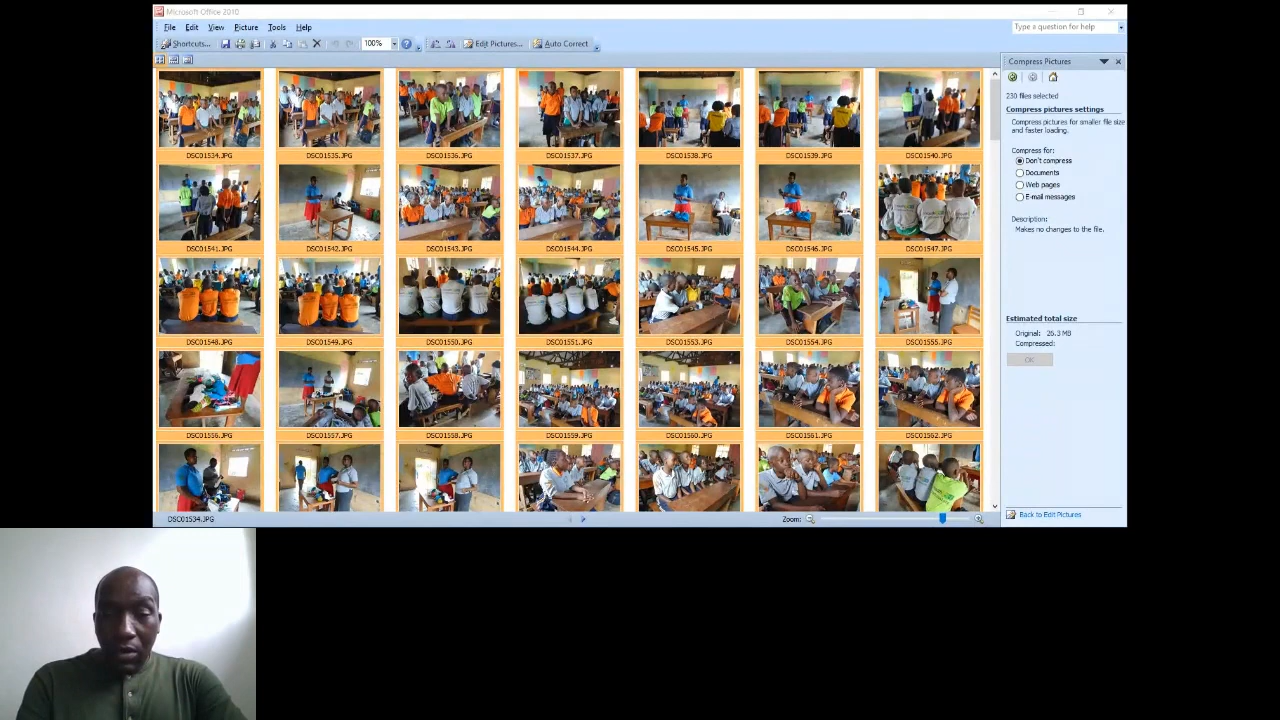 Microsoft Office 2010
File Edit View Picture Tools Help
Type a question for help
Shortcuts... 100% Edit Pictures... Auto Correct
Compress Pictures
230 files selected
Compress pictures settings
Compress pictures for smaller file size
and faster loading.
Compress for:
Don't compress
Documents
Web pages
E-mail messages
Description:
Makes no changes to the file.
Estimated total size
Original: 26.3 MB
Compressed:
OK
Back to Edit Pictures
DSC01534.JPG DSC01535.JPG DSC01536.JPG DSC01537.JPG DSC01538.JPG DSC01539.JPG DSC01540.JPG
DSC01541.JPG DSC01542.JPG DSC01543.JPG DSC01544.JPG DSC01545.JPG DSC01546.JPG DSC01547.JPG
DSC01548.JPG DSC01549.JPG DSC01550.JPG DSC01551.JPG DSC01553.JPG DSC01554.JPG DSC01555.JPG
DSC01556.JPG DSC01557.JPG DSC01558.JPG DSC01559.JPG DSC01560.JPG DSC01561.JPG DSC01562.JPG
DSC01534.JPG
Zoom: